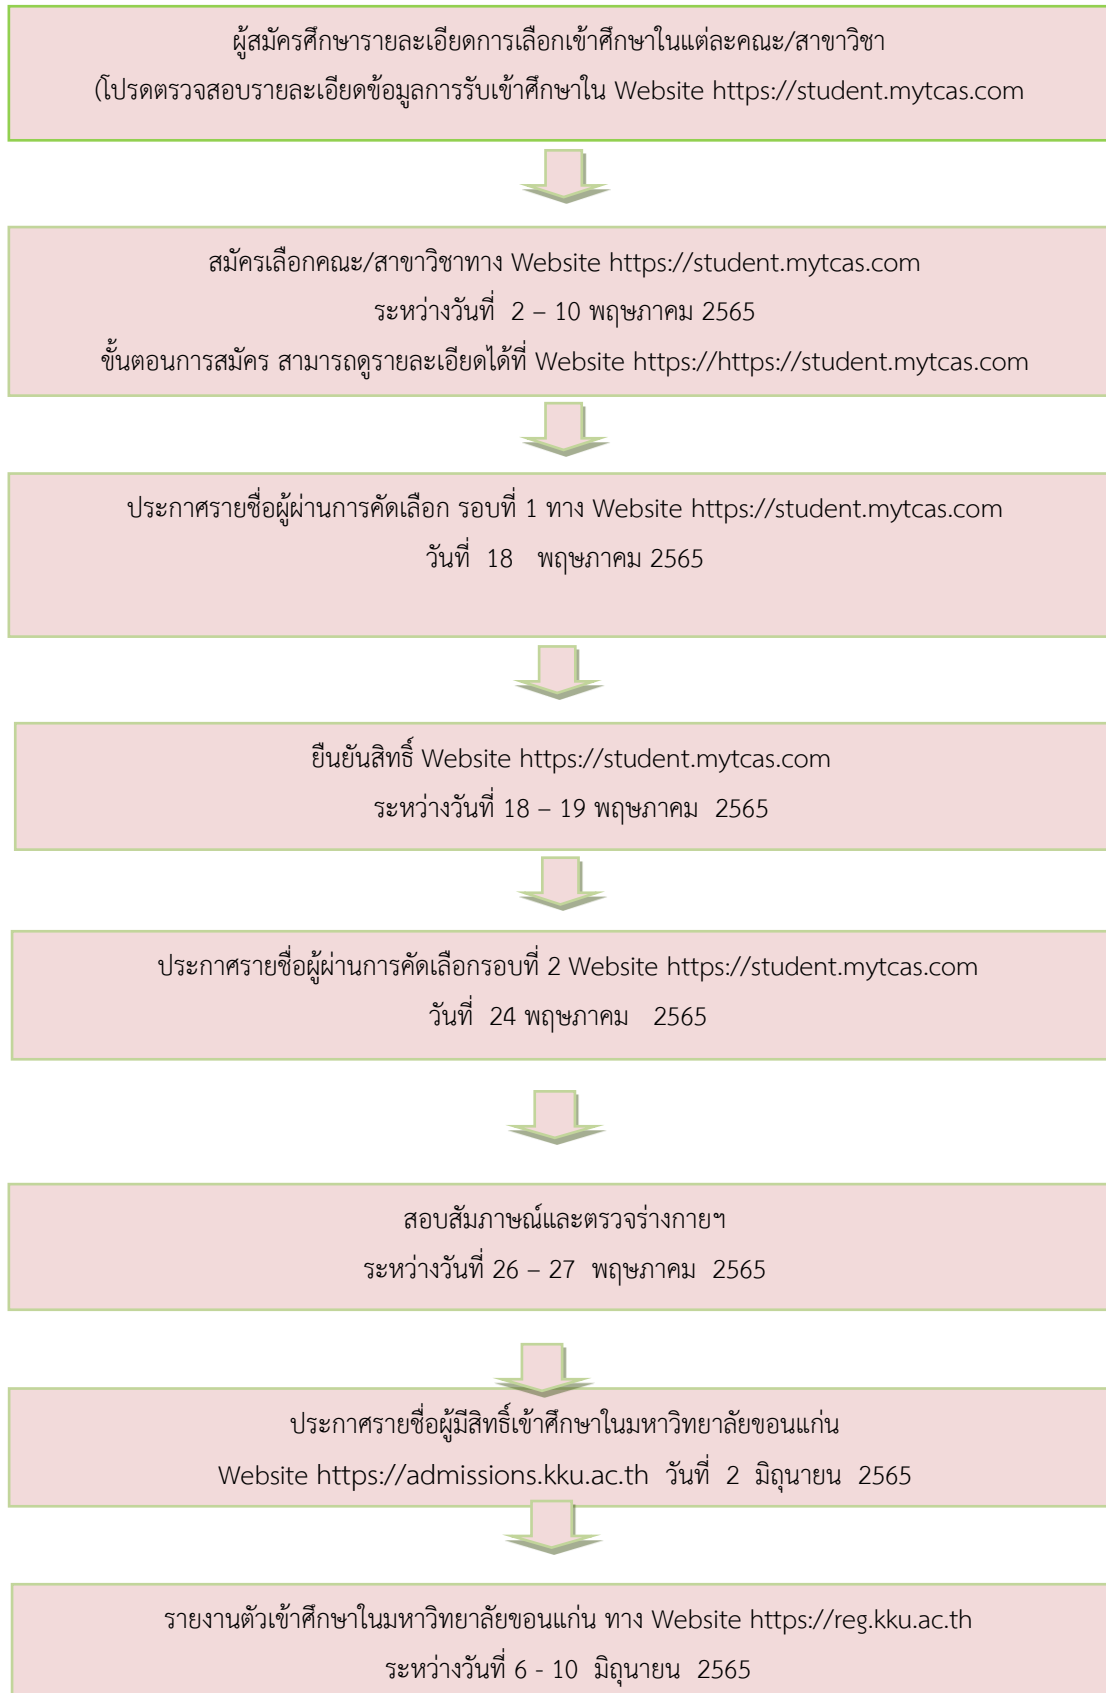 ผู้สมัครศึกษารายละเอียดการเลือกเข้าศึกษาในแต่ละคณะ/สาขาวิชา
(โปรดตรวจสอบรายละเอียดข้อมูลการรับเข้าศึกษาใน Website https://student.mytcas.com
สมัครเลือกคณะ/สาขาวิชาทาง Website https://student.mytcas.com
ระหว่างวันที่ 2 – 10 พฤษภาคม 2565
ขั้นตอนการสมัคร สามารถดูรายละเอียดได้ที่ Website https://https://student.mytcas.com
ประกาศรายชื่อผู้ผ่านการคัดเลือก รอบที่ 1 ทาง Website https://student.mytcas.com
วันที่ 18 พฤษภาคม 2565
ยืนยันสิทธิ์ Website https://student.mytcas.com
ระหว่างวันที่ 18 – 19 พฤษภาคม 2565
ประกาศรายชื่อผู้ผ่านการคัดเลือกรอบที่ 2 Website https://student.mytcas.com
วันที่ 24 พฤษภาคม 2565
สอบสัมภาษณ์และตรวจร่างกายฯ
ระหว่างวันที่ 26 – 27 พฤษภาคม 2565
ประกาศรายชื่อผู้มีสิทธิ์เข้าศึกษาในมหาวิทยาลัยขอนแก่น
Website https://admissions.kku.ac.th วันที่ 2 มิถุนายน 2565
รายงานตัวเข้าศึกษาในมหาวิทยาลัยขอนแก่น ทาง Website https://reg.kku.ac.th
ระหว่างวันที่ 6 - 10 มิถุนายน 2565